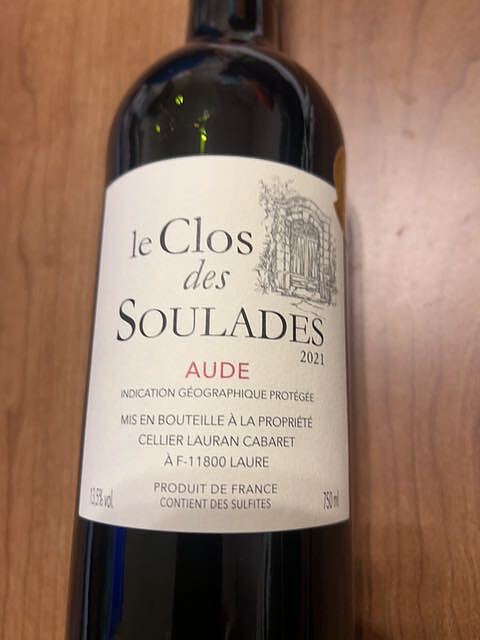 le Clos
des
SOULADES
2021
AUDE
INDICATION GÉOGRAPHIQUE PROTÉGÉE
MIS EN BOUTEILLE À LA PROPRIÉTÉ
CELLIER LAURAN CABARET
À F-11800 LAURE
PRODUIT DE FRANCE
CONTIENT DES SULFITES
13,5% vol.
750 ml